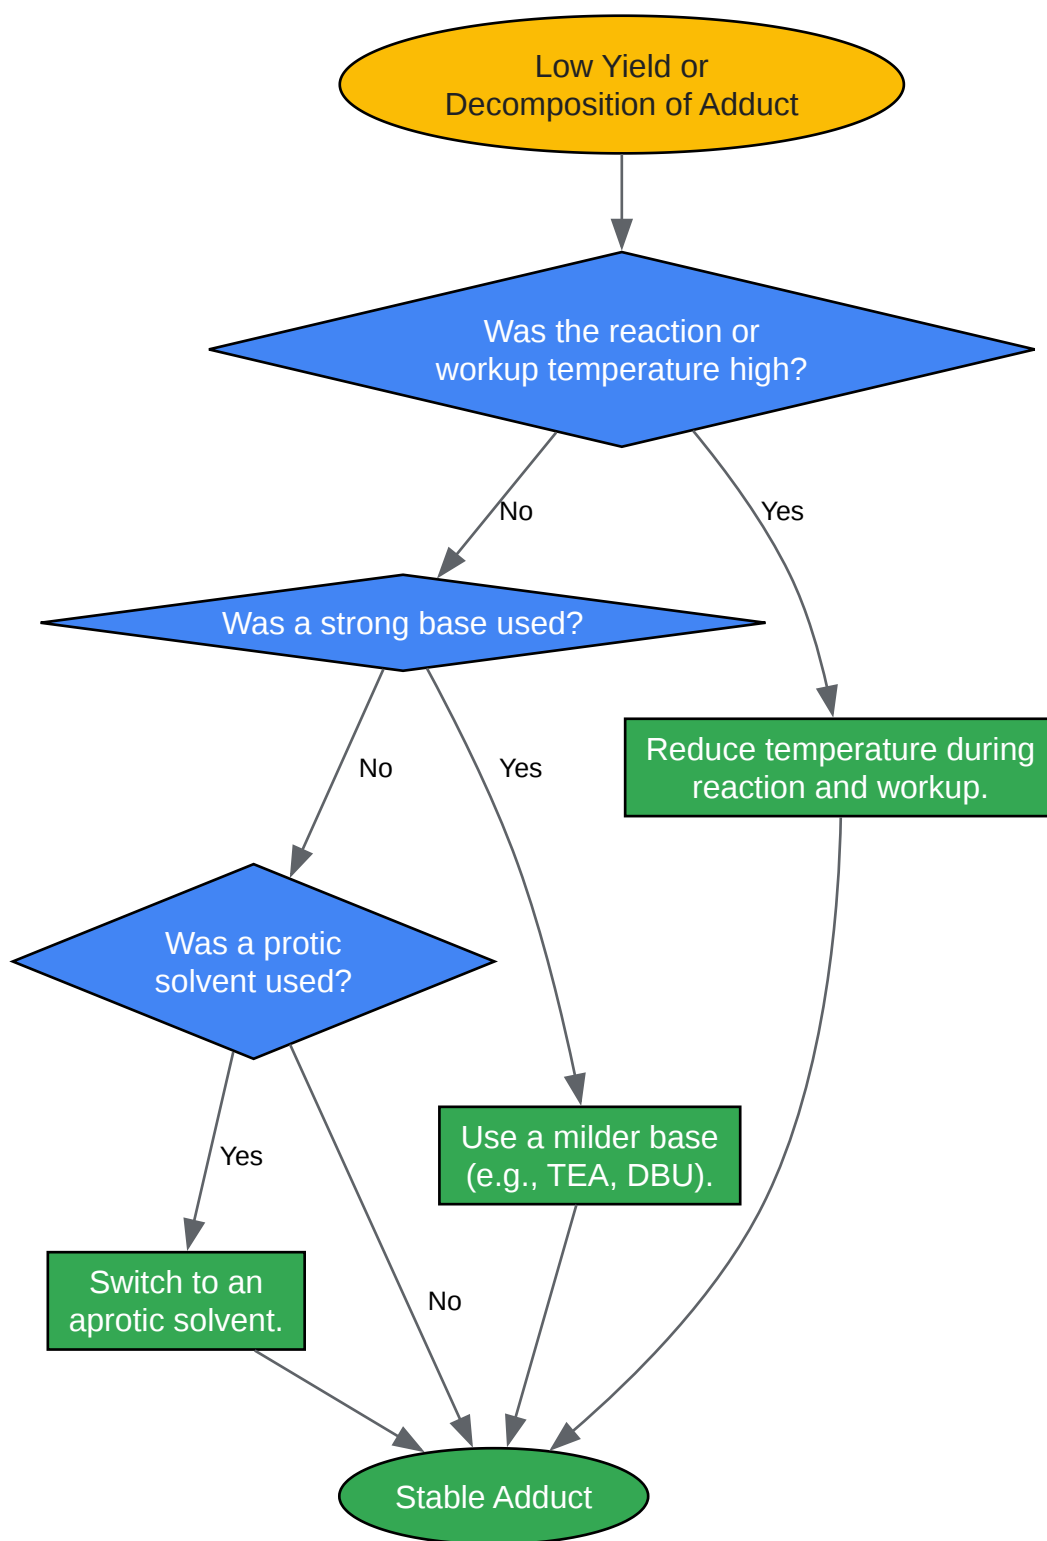 Low Yield or
Decomposition of Adduct
Was the reaction or
workup temperature high?
No
Yes
Was a strong base used?
No
Yes
Reduce temperature during
reaction and workup.
Was a protic
solvent used?
Yes
No
Use a milder base
(e.g., TEA, DBU).
Switch to an
aprotic solvent.
Stable Adduct